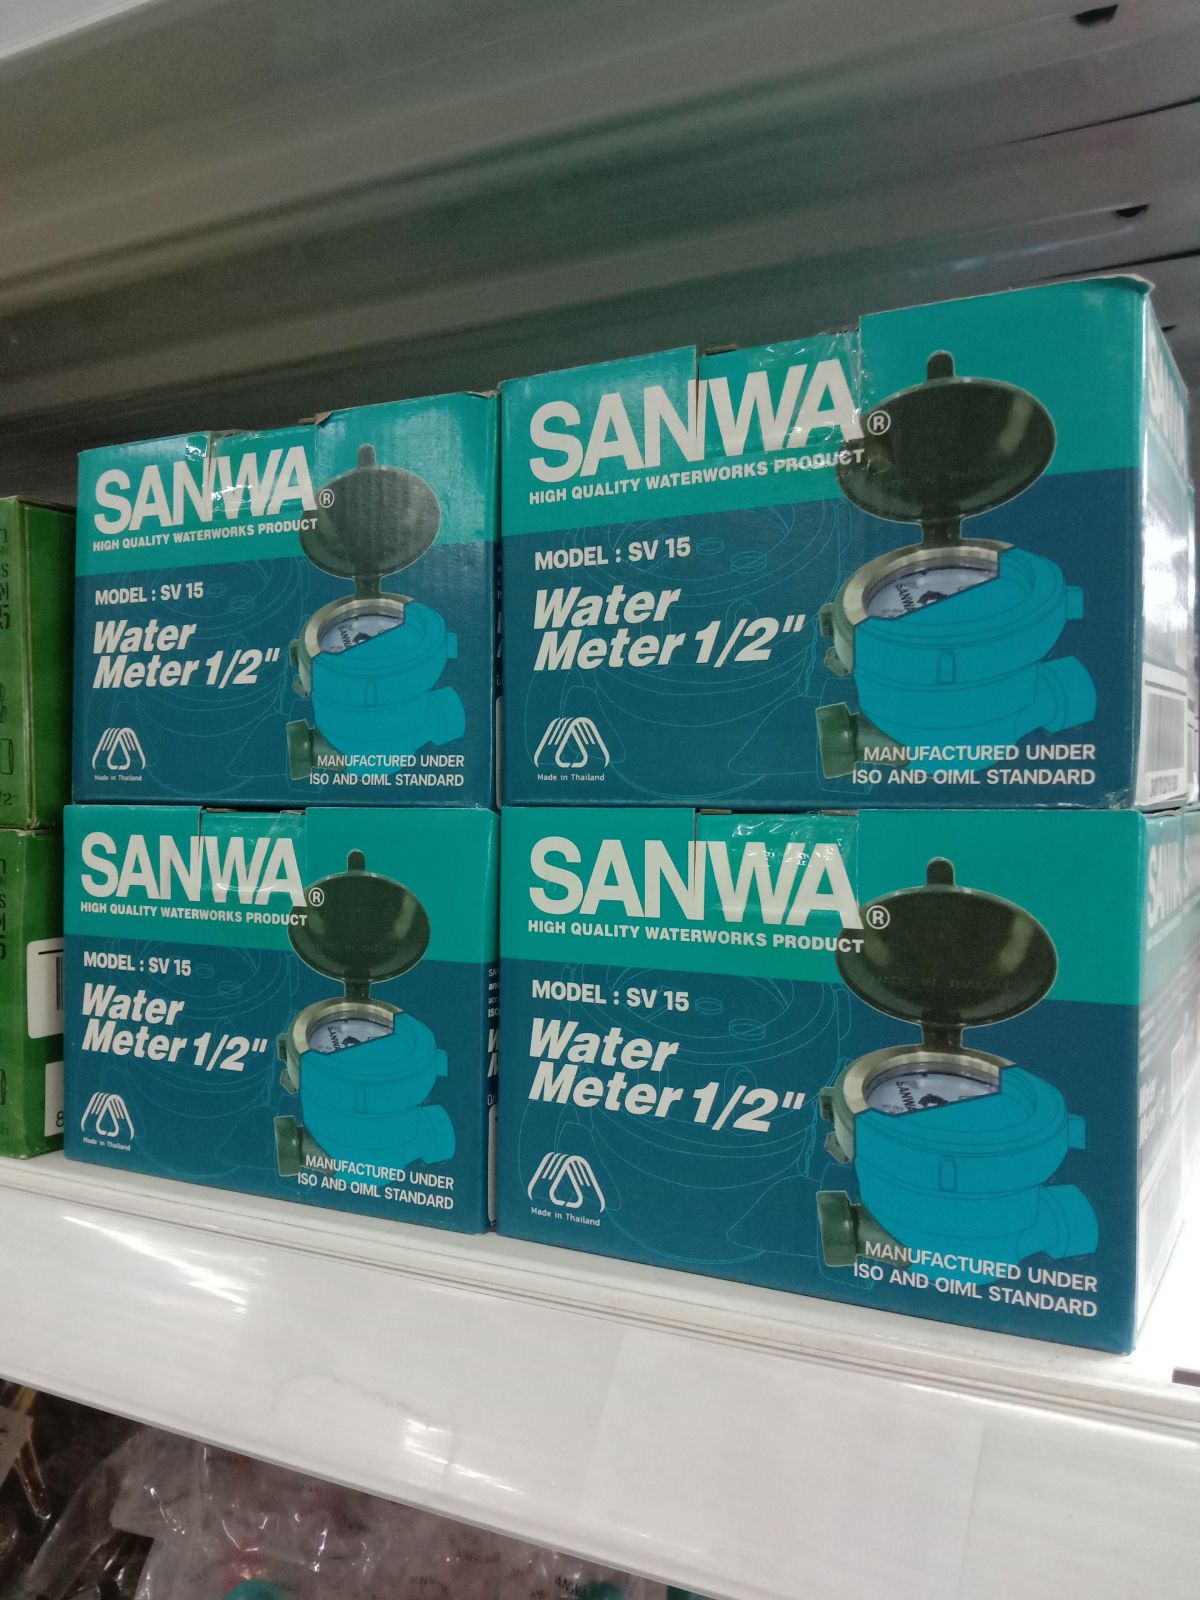 SANWA®
HIGH QUALITY WATERWORKS PRODUCT
MODEL : SV 15
Water
Meter 1/2"
SANWA
Made in Thailand
MANUFACTURED UNDER
ISO AND OIML STANDARD
SANWA®
HIGH QUALITY WATERWORKS PRODUCT
MODEL : SV 15
Water
Meter 1/2"
SANWA
Made in Thailand
MANUFACTURED UNDER
ISO AND OIML STANDARD
SANWA®
HIGH QUALITY WATERWORKS PRODUCT
MODEL : SV 15
Water
Meter 1/2"
SANWA
Made in Thailand
MANUFACTURED UNDER
ISO AND OIML STANDARD
SANWA®
HIGH QUALITY WATERWORKS PRODUCT
MODEL : SV 15
Water
Meter 1/2"
SANWA
Made in Thailand
MANUFACTURED UNDER
ISO AND OIML STANDARD